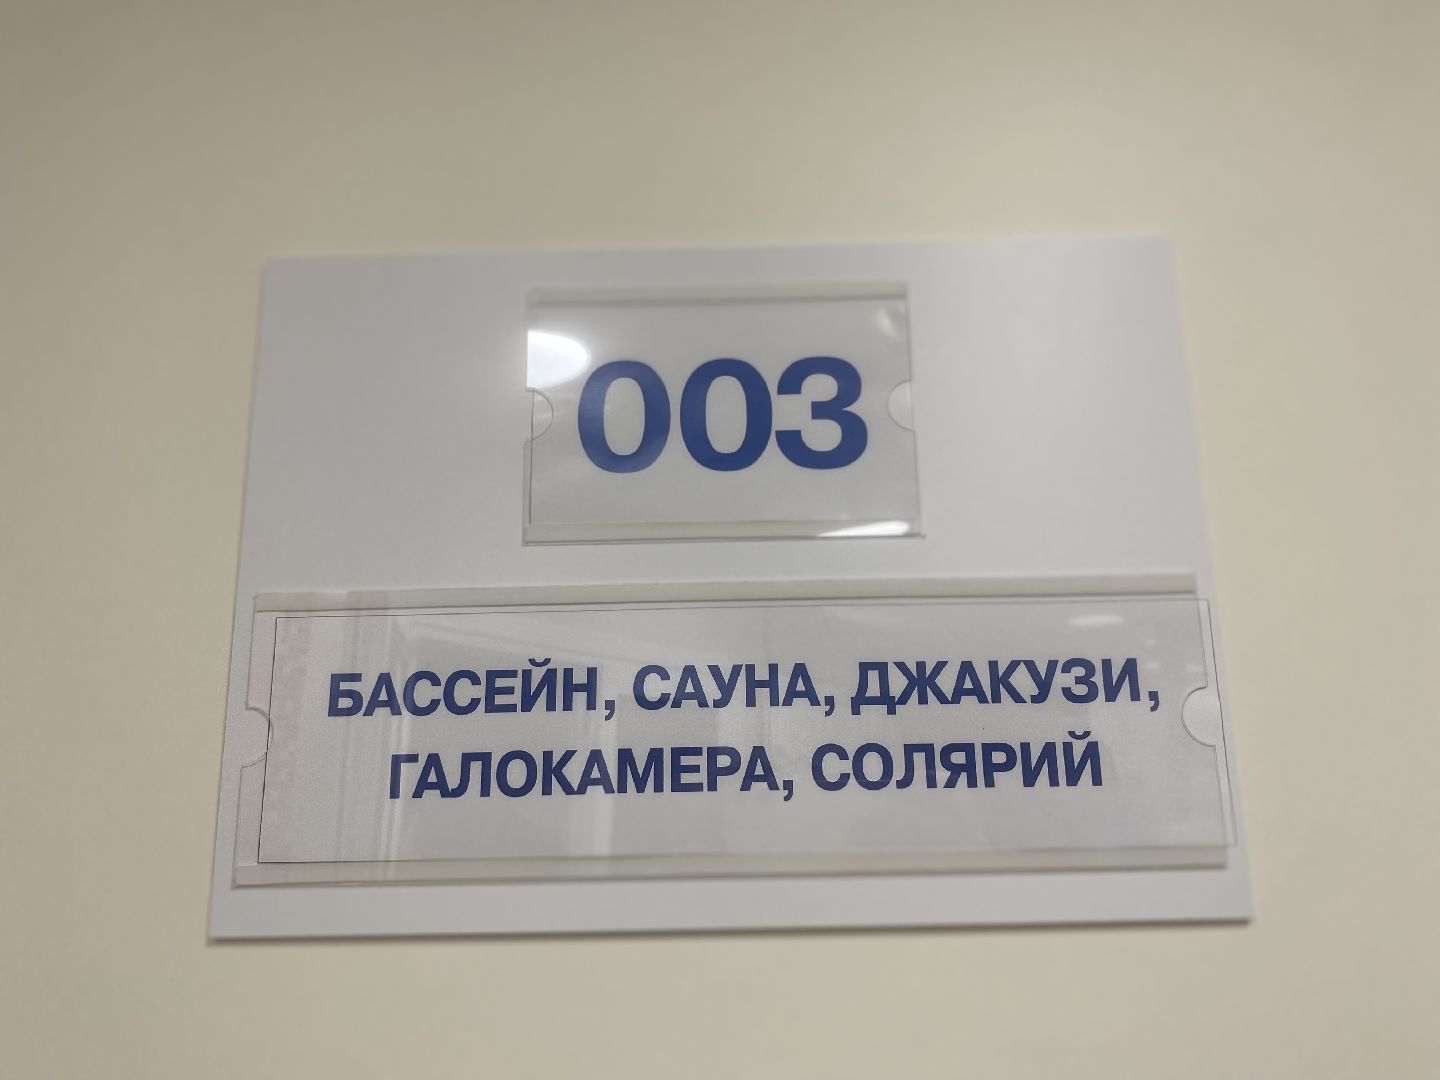 003
БАССЕЙН, САУНА, ДЖАКУЗИ,
ГАЛОКАМЕРА, СОЛЯРИЙ